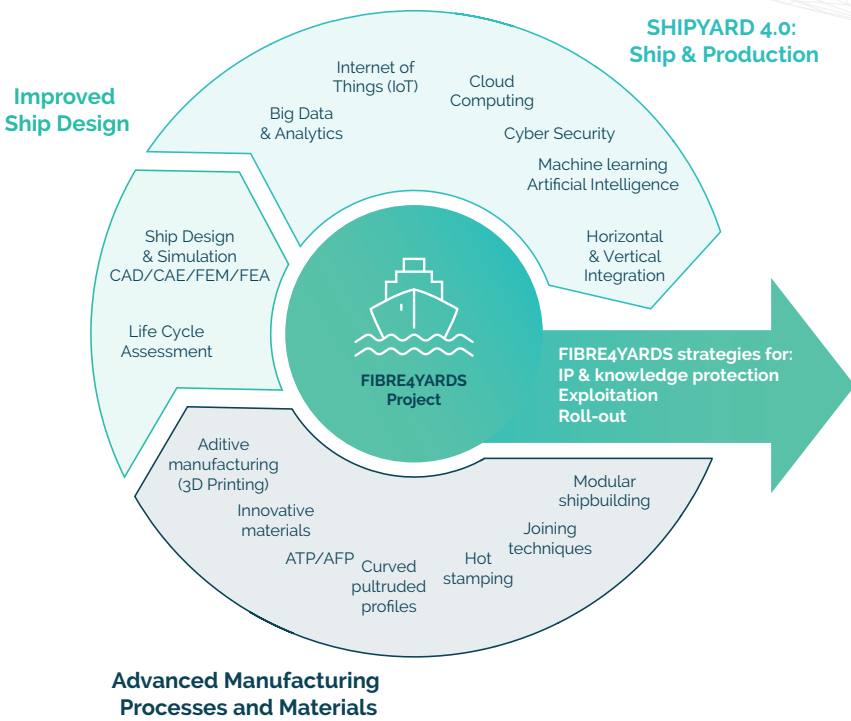 SHIPYARD 4.0:
Ship & Production
Improved
Ship Design
Internet of
Things (IoT)
Cloud
Computing
Big Data
& Analytics
Cyber Security
Machine learning
Artificial Intelligence
Horizontal
& Vertical
Integration
Ship Design
& Simulation
CAD/CAE/FEM/FEA
Life Cycle
Assessment
FIBRE4YARDS
Project
FIBRE4YARDS strategies for:
IP & knowledge protection
Exploitation
Roll-out
Aditive
manufacturing
(3D Printing)
Innovative
materials
ATP/AFP
Curved
pultruded
profiles
Hot
stamping
Joining
techniques
Modular
shipbuilding
Advanced Manufacturing
Processes and Materials